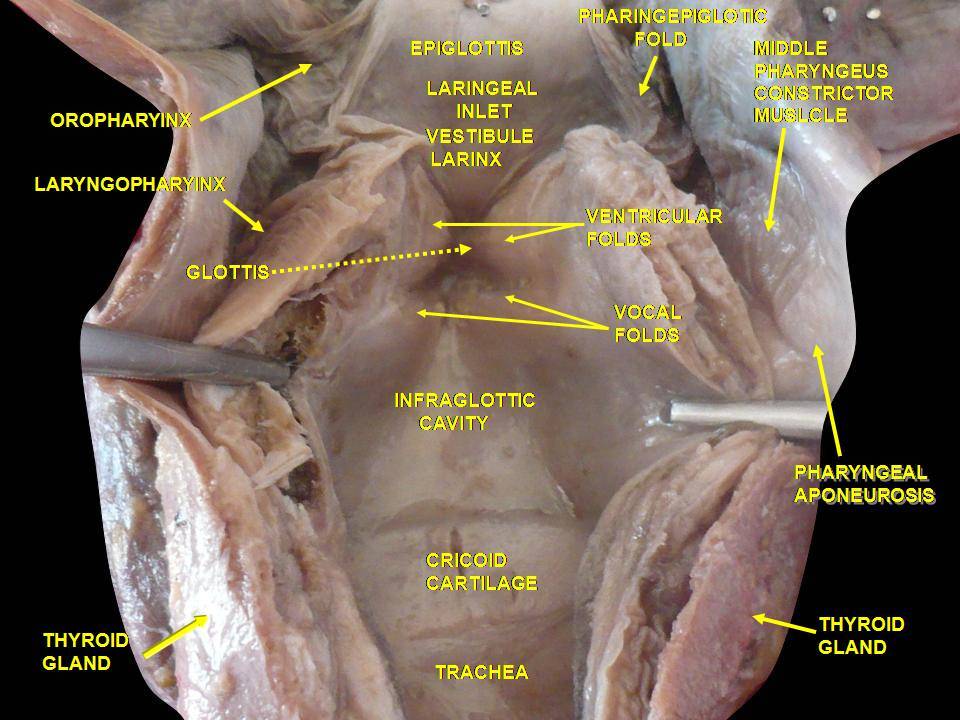 PHARINGEPIGLOTIC
FOLD
EPIGLOTTIS
MIDDLE
PHARYNGEUS
CONSTRICTOR
MUSLCLE
LARINGEAL
INLET
VESTIBULE
LARINX
OROPHARYINX
LARYNGOPHARYINX
VENTRICULAR
FOLDS
GLOTTIS
VOCAL
FOLDS
INFRAGLOTTIC
CAVITY
PHARYNGEAL
APONEUROSIS
CRICOID
CARTILAGE
THYROID
GLAND
THYROID
GLAND
TRACHEA